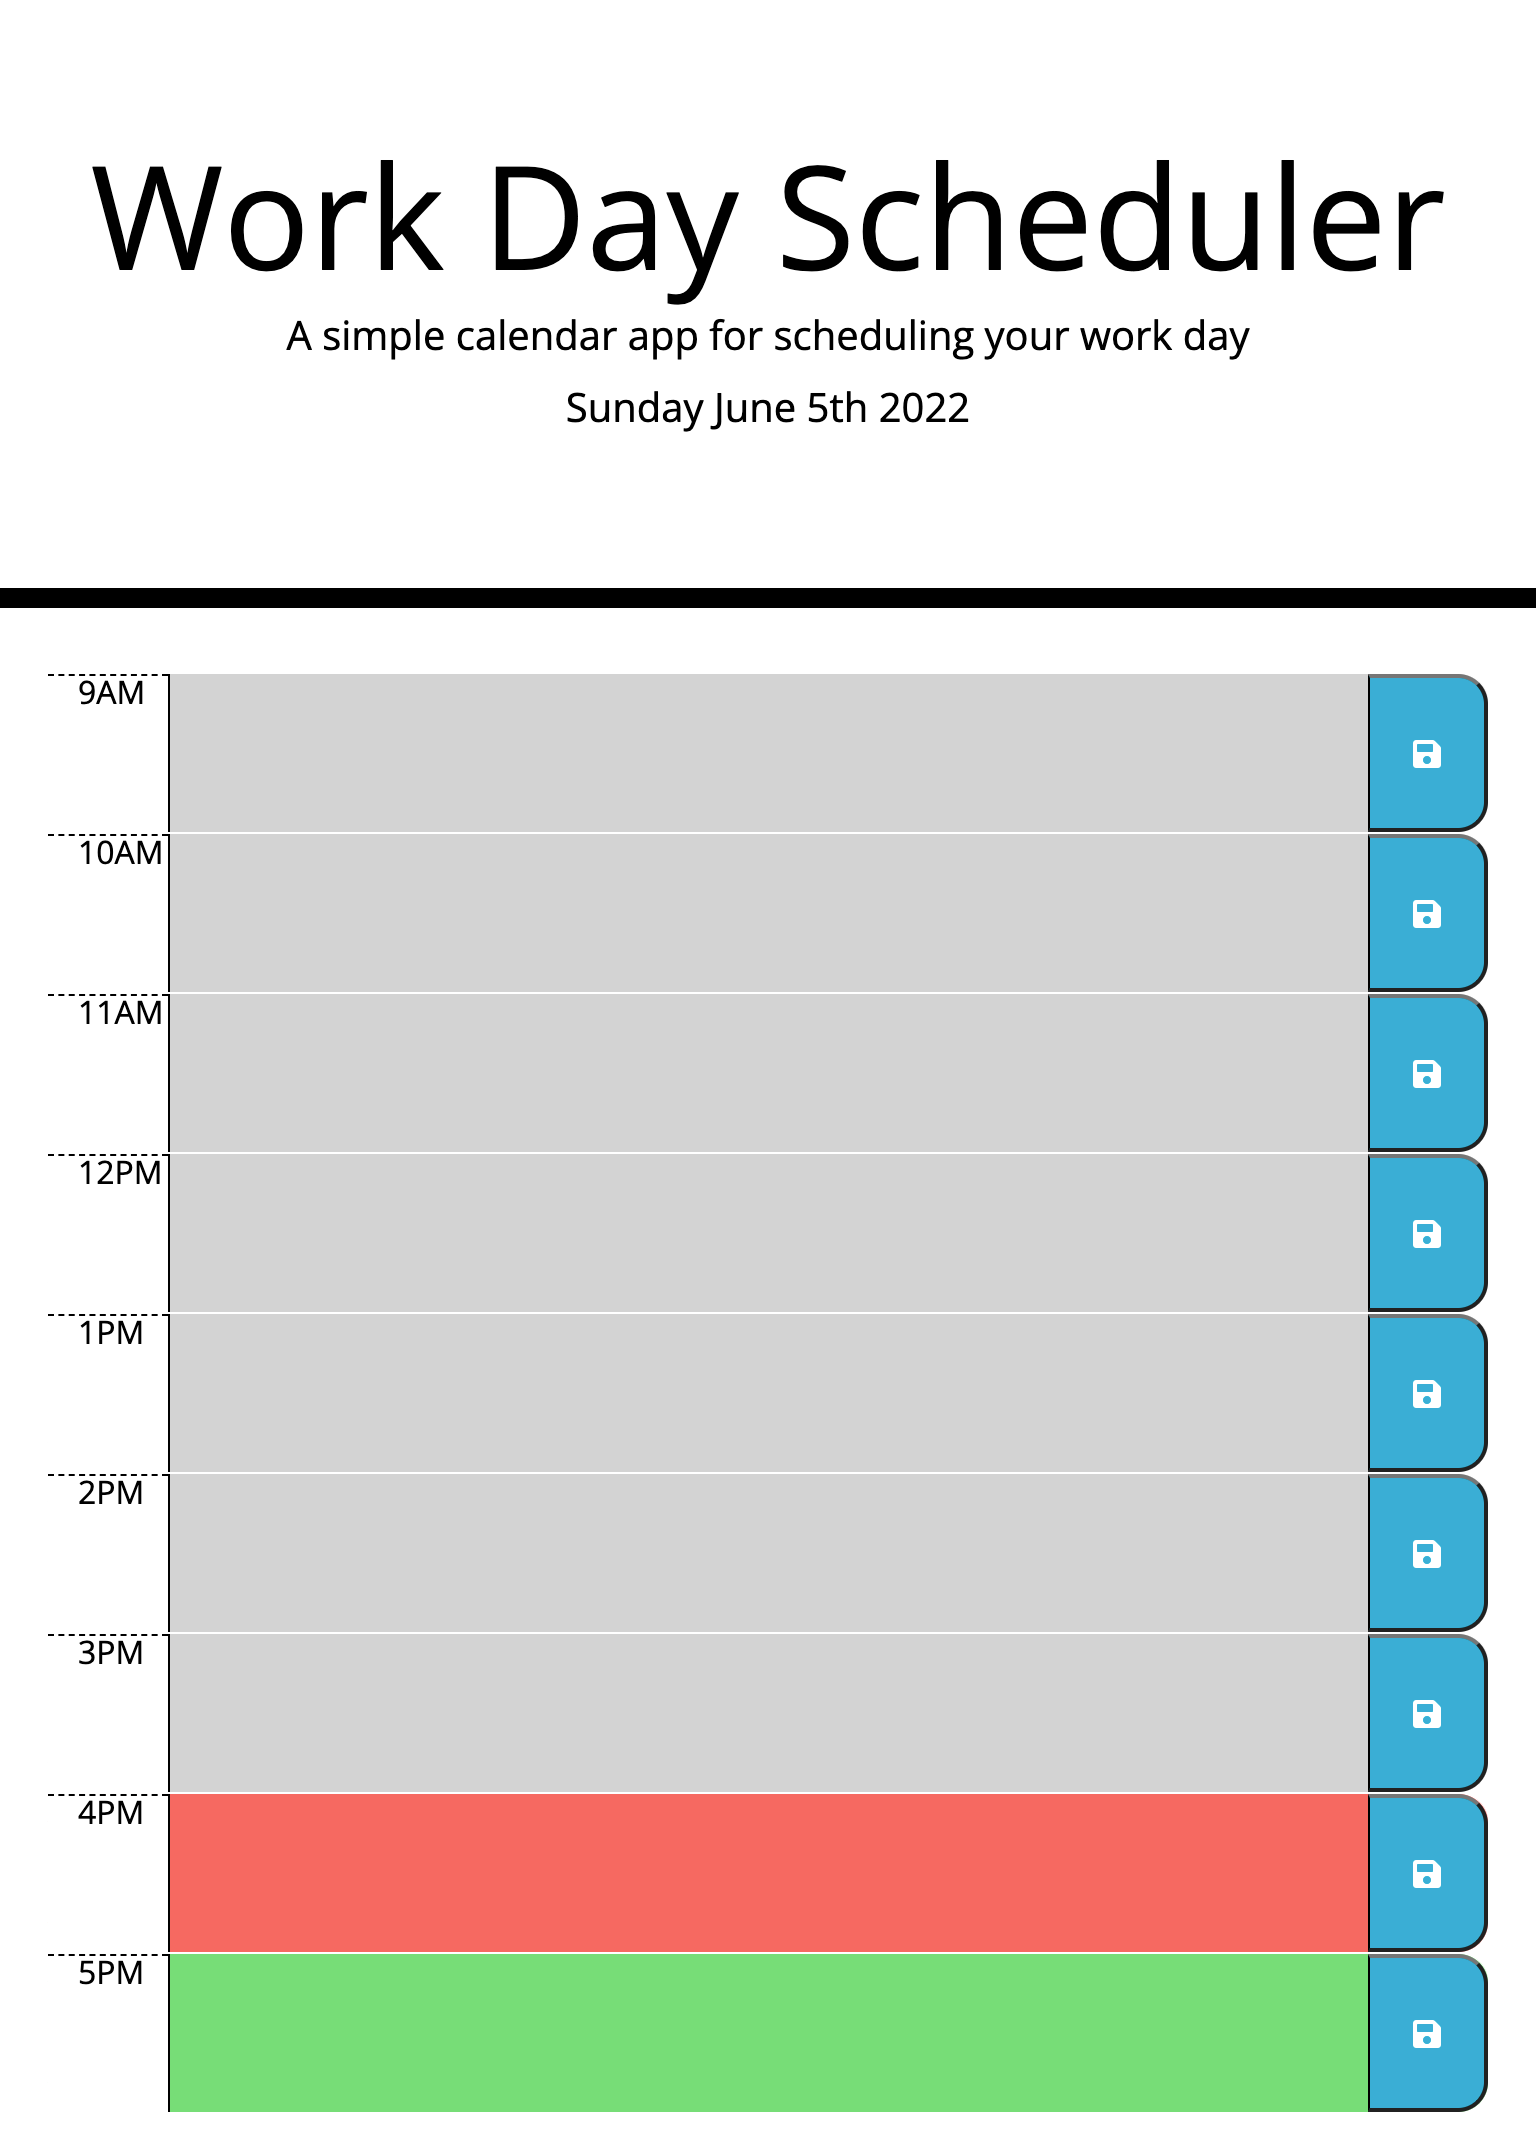 Work Day Scheduler
A simple calendar app for scheduling your work day
Sunday June 5th 2022
9AM
10AM
11AM
12PM
1PM
2PM
3PM
4PM
5PM